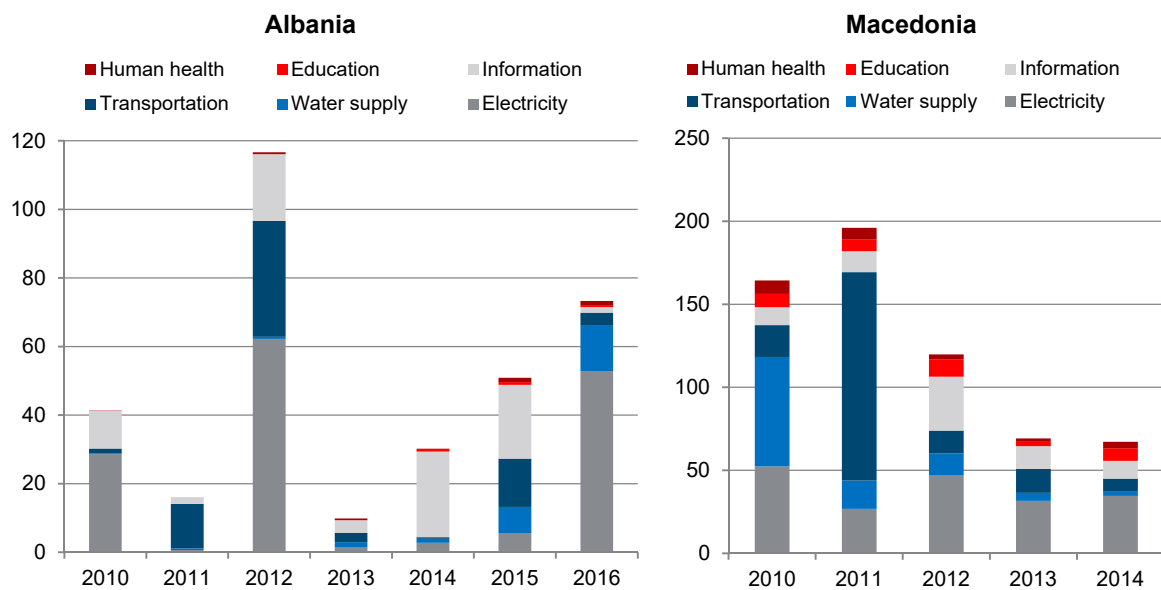 Albania
Human health Education Information
Transportation Water supply Electricity
120
100
80
60
40
20
0
2010 2011 2012 2013 2014 2015 2016
Macedonia
Human health Education Information
Transportation Water supply Electricity
250
200
150
100
50
0
2010 2011 2012 2013 2014